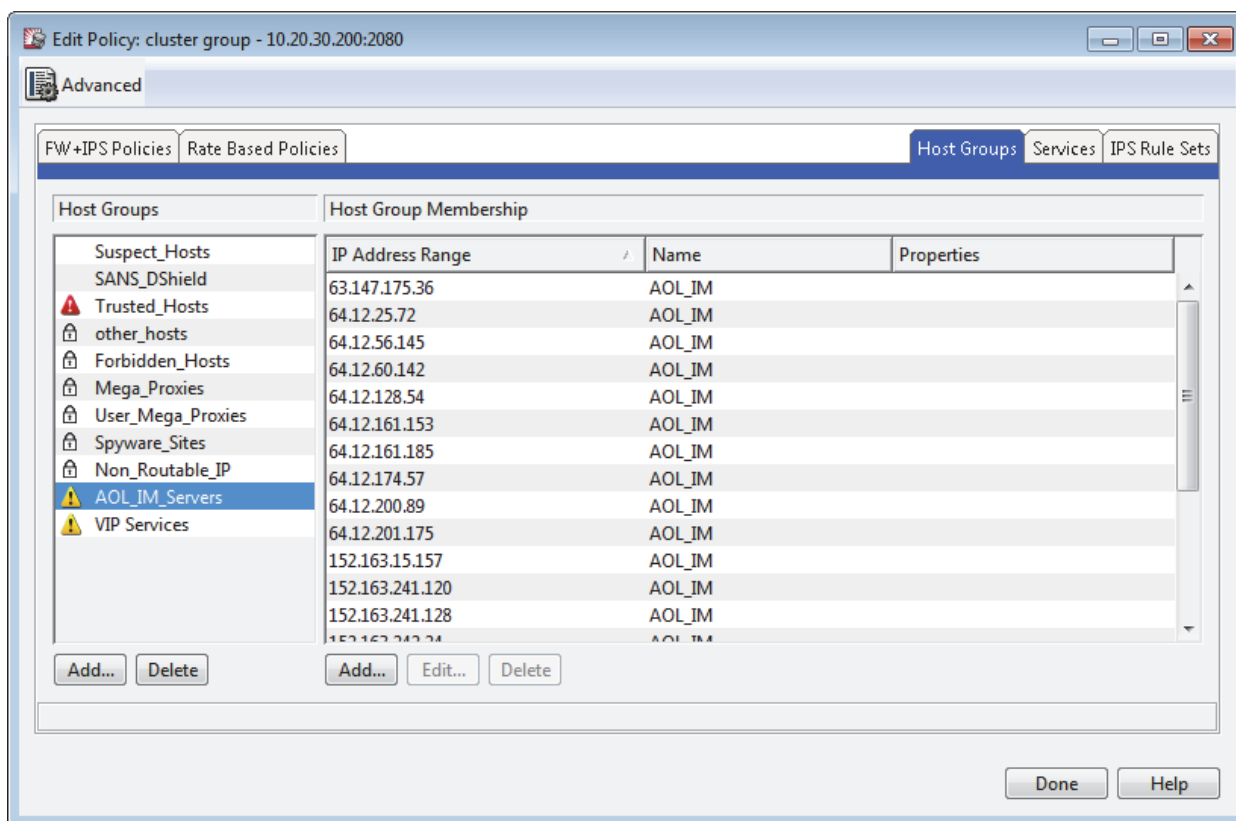 Edit Policy: cluster group - 10.20.30.200:2080
Advanced
FW+IPS Policies Rate Based Policies Host Groups Services IPS Rule Sets
Host Groups Host Group Membership
IP Address Range Name Properties
Suspect_Hosts
SANS_DShield
Trusted_Hosts
other_hosts
Forbidden_Hosts
Mega_Proxies
User_Mega_Proxies
Spyware_Sites
Non_Routable_IP
AOL_IM_Servers
VIP Services
63.147.175.36 AOL_IM
64.12.25.72 AOL_IM
64.12.56.145 AOL_IM
64.12.60.142 AOL_IM
64.12.128.54 AOL_IM
64.12.161.153 AOL_IM
64.12.161.185 AOL_IM
64.12.174.57 AOL_IM
64.12.200.89 AOL_IM
64.12.201.175 AOL_IM
152.163.15.157 AOL_IM
152.163.241.120 AOL_IM
152.163.241.128 AOL_IM
Add... Delete Add... Edit... Delete
Done Help